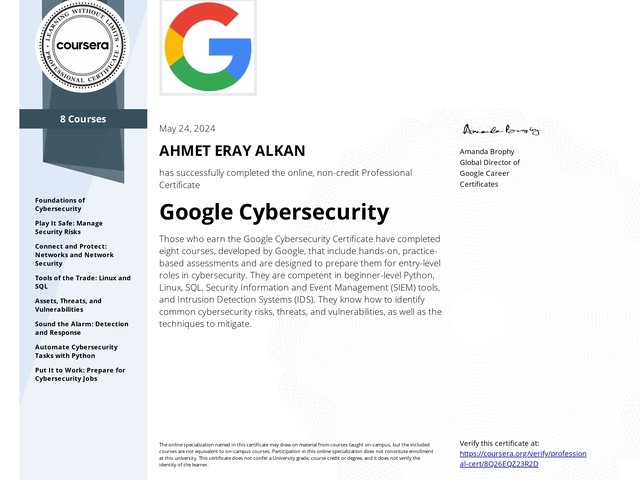 LEARNING WITHOUT LIMITS
coursera
PROFESSIONAL CERTIFICATE
8 Courses
Foundations of
Cybersecurity
Play It Safe: Manage
Security Risks
Connect and Protect:
Networks and Network
Security
Tools of the Trade: Linux and
SQL
Assets, Threats, and
Vulnerabilities
Sound the Alarm: Detection
and Response
Automate Cybersecurity
Tasks with Python
Put It to Work: Prepare for
Cybersecurity Jobs
May 24, 2024
AHMET ERAY ALKAN
has successfully completed the online, non-credit Professional
Certificate
Google Cybersecurity
Those who earn the Google Cybersecurity Certificate have completed
eight courses, developed by Google, that include hands-on, practice-
based assessments and are designed to prepare them for entry-level
roles in cybersecurity. They are competent in beginner-level Python,
Linux, SQL, Security Information and Event Management (SIEM) tools,
and Intrusion Detection Systems (IDS). They know how to identify
common cybersecurity risks, threats, and vulnerabilities, as well as the
techniques to mitigate.
The online specialization named in this certificate may draw on material from courses taught on-campus, but the included
courses are not equivalent to on-campus courses. Participation in this online specialization does not constitute enrollment
at this university. This certificate does not confer a University grade, course credit or degree, and it does not verify the
identity of the learner.
Amanda Brophy
Amanda Brophy
Global Director of
Google Career
Certificates
Verify this certificate at:
https://coursera.org/verify/profession
al-cert/8Q26EQZ23R2D